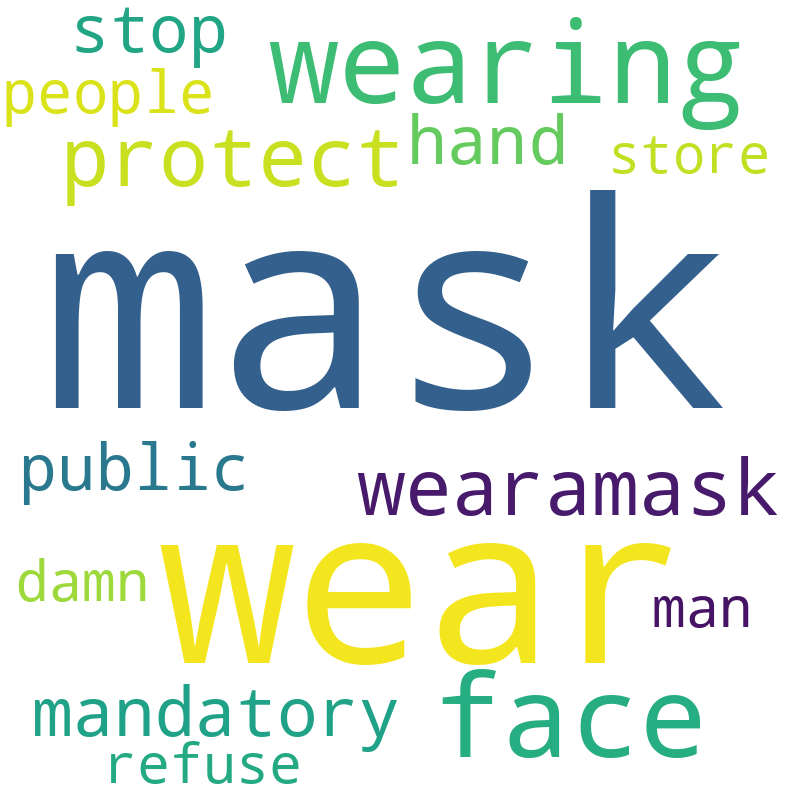 stop wearing
people
protect hand store
mask
public wearamask
wear
damn man
mandatory face
refuse